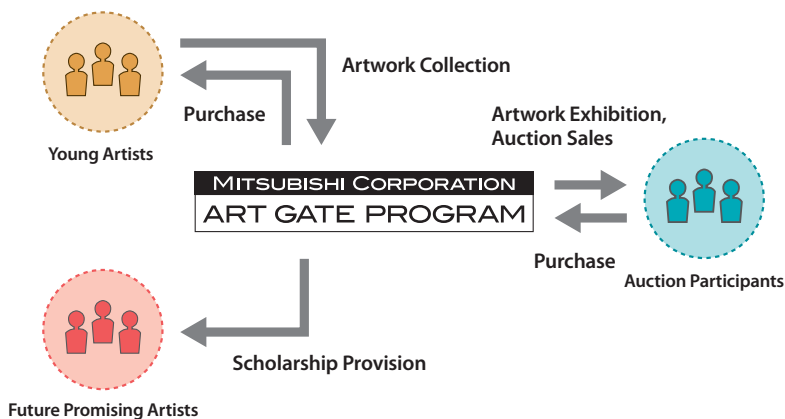 Artwork Collection
Purchase
Young Artists
Artwork Exhibition,
Auction Sales
MITSUBISHI CORPORATION
ART GATE PROGRAM
Purchase
Auction Participants
Scholarship Provision
Future Promising Artists